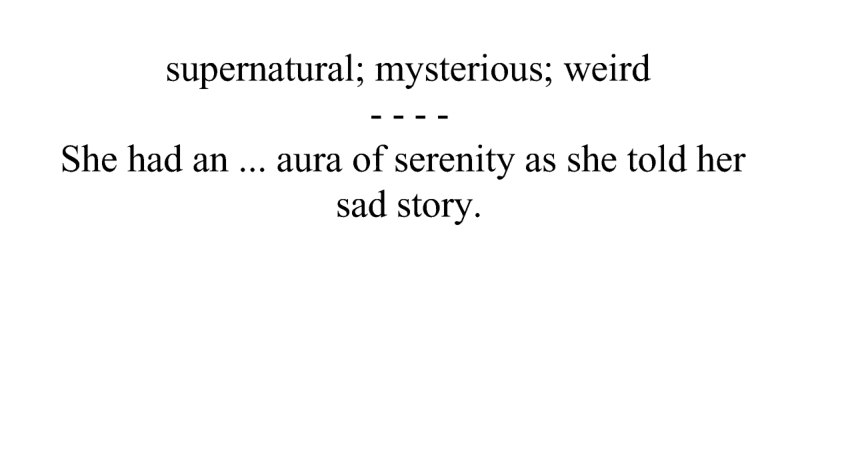 supernatural; mysterious; weird
- - - -
She had an ... aura of serenity as she told her
sad story.